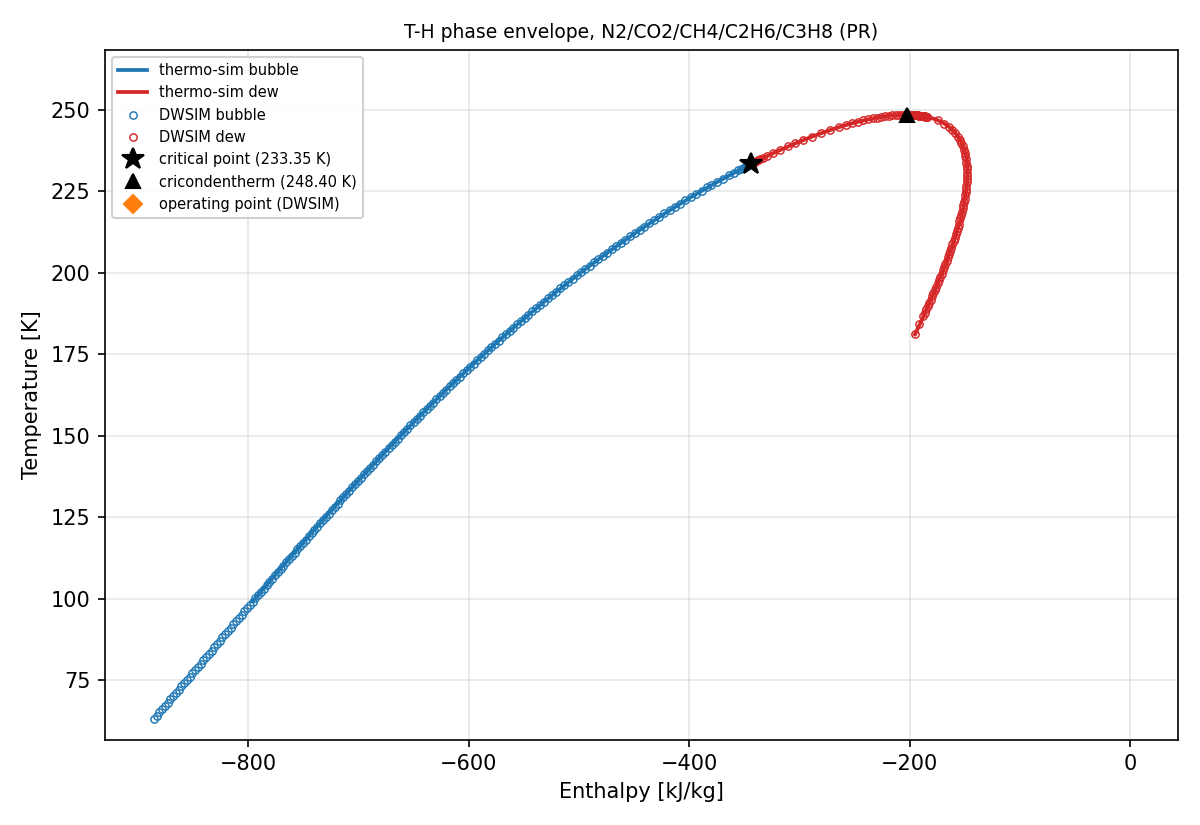 T-H phase envelope, N2/CO2/CH4/C2H6/C3H8 (PR)
thermo-sim bubble
thermo-sim dew
DWSIM bubble
DWSIM dew
critical point (233.35 K)
cricondentherm (248.40 K)
operating point (DWSIM)
Temperature [K]
250
225
200
175
150
125
100
75
−800
−600
−400
−200
0
Enthalpy [kJ/kg]